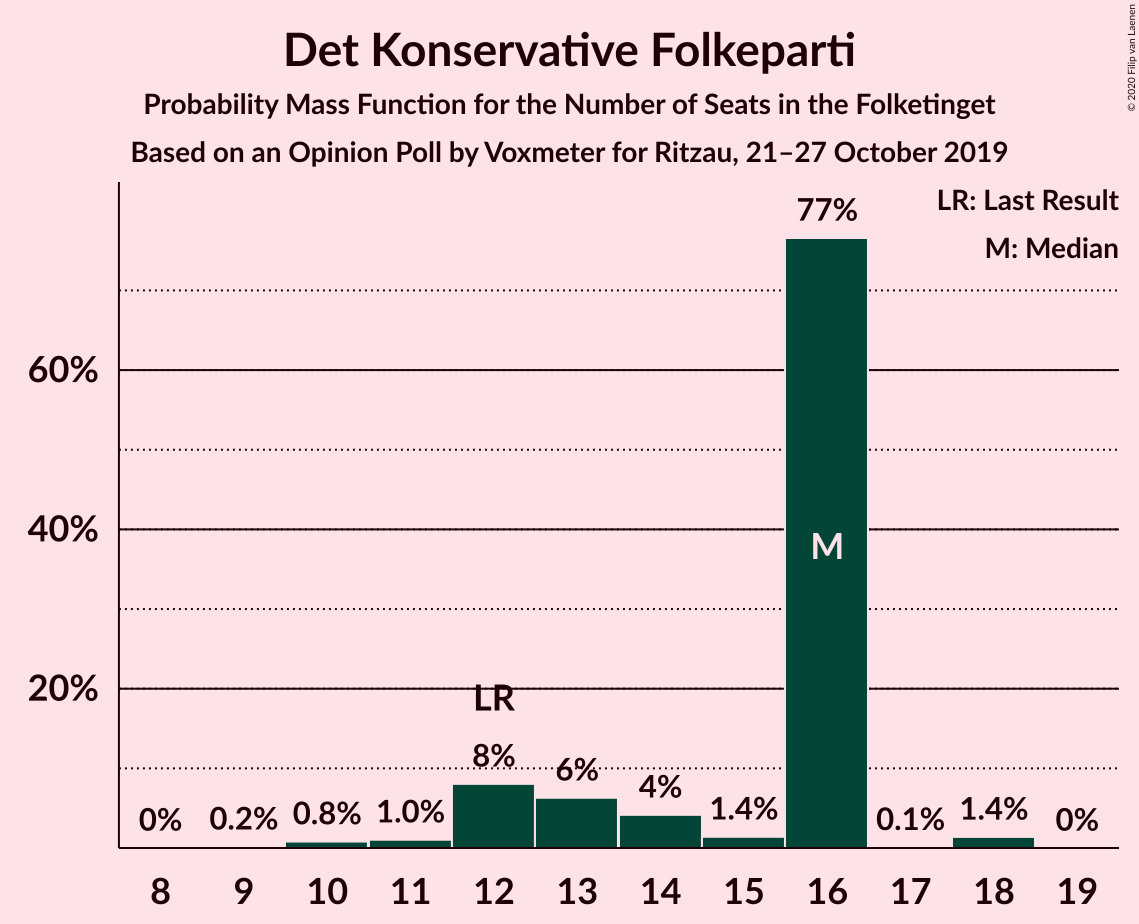 Det Konservative Folkeparti
Probability Mass Function for the Number of Seats in the Folketinget
Based on an Opinion Poll by Voxmeter for Ritzau, 21–27 October 2019
© 2020 Filip van Laenen
LR: Last Result
M: Median
77%
60%
40%
20%
M
LR
0%
0.2%
0.8%
1.0%
8%
6%
4%
1.4%
0.1%
1.4%
0%
8 9 10 11 12 13 14 15 16 17 18 19